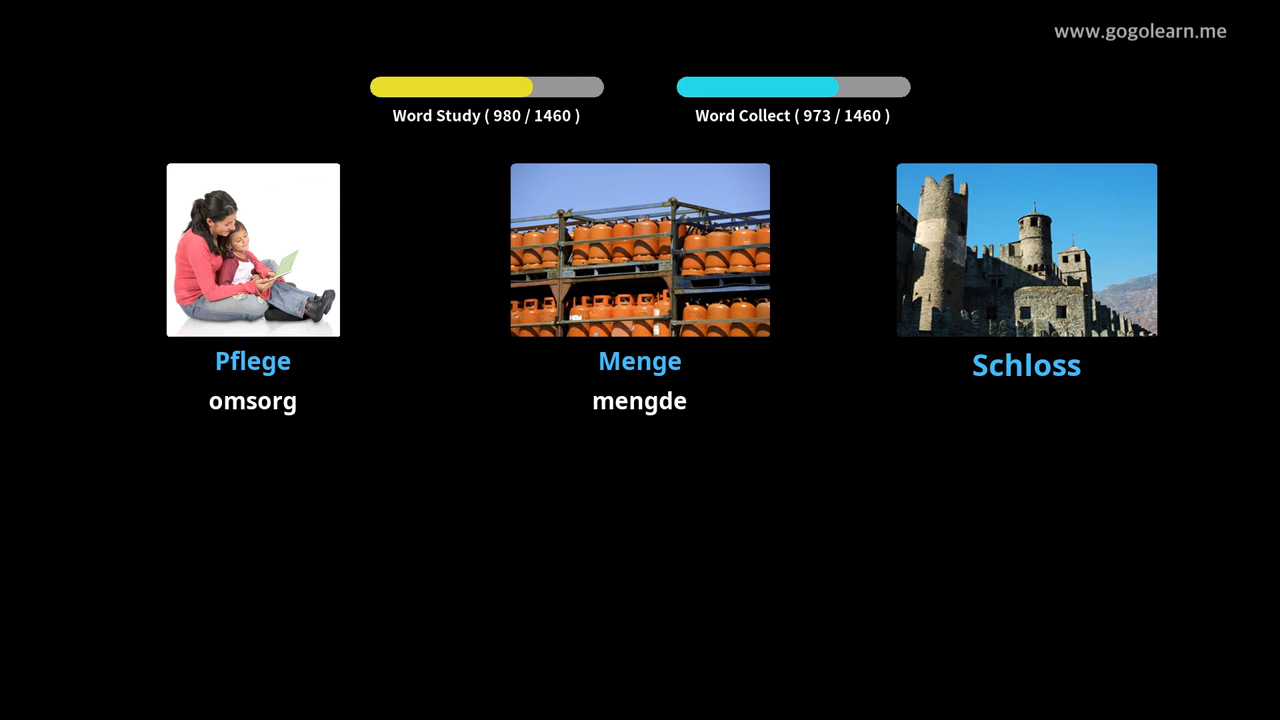 www.gogolearn.me
Word Study ( 980 / 1460 )
Word Collect ( 973 / 1460 )
Pflege
omsorg
Menge
mengde
Schloss